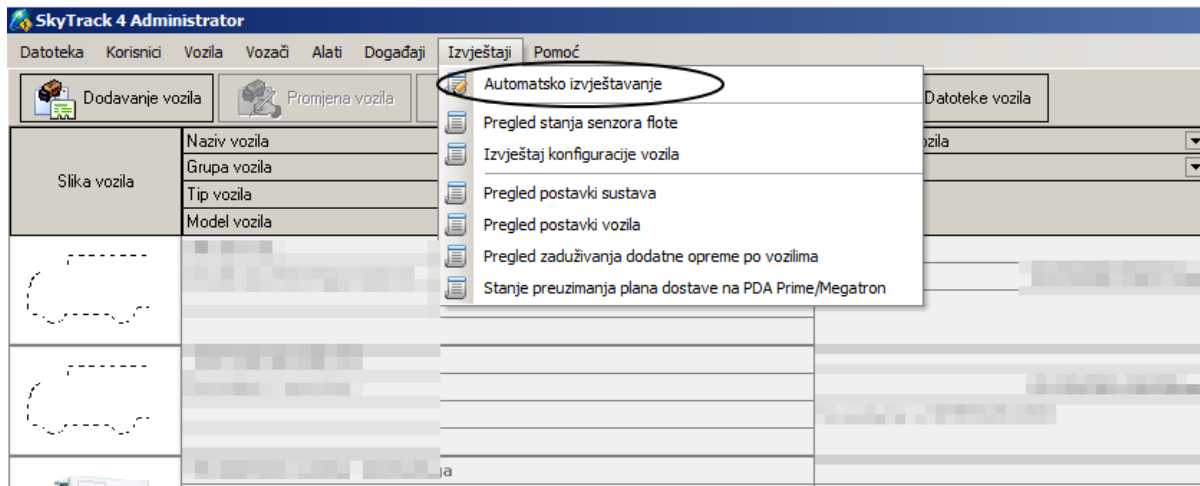 SkyTrack 4 Administrator
Datoteka Korisnici Vozila Vozači Alati Događaji Izvještaji Pomoć
Dodavanje vozila Promjena vozila Datoteke vozila
Automatsko izvještavanje
Pregled stanja senzora flote
Izvještaj konfiguracije vozila
Pregled postavki sustava
Pregled postavki vozila
Pregled zaduživanja dodatne opreme po vozilima
Stanje preuzimanja plana dostave na PDA Prime/Megatron
Slika vozila
Naziv vozila
Grupa vozila
Tip vozila
Model vozila